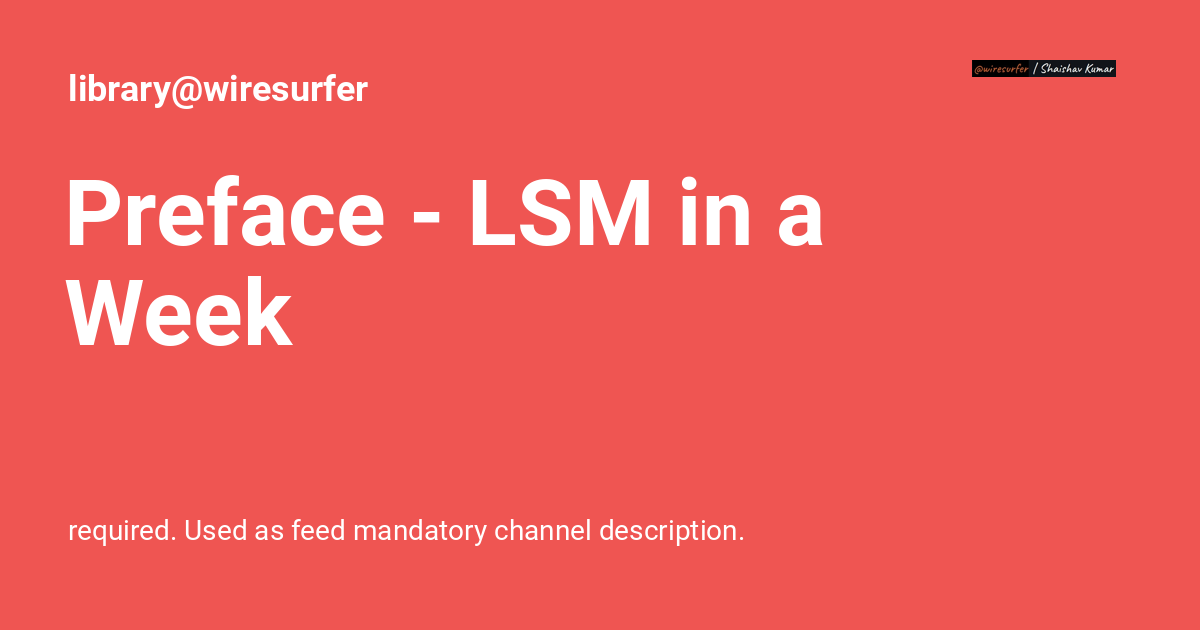 library@wiresurfer
@wiresurfer | Shaishav Kumar
Preface - LSM in a
Week
required. Used as feed mandatory channel description.